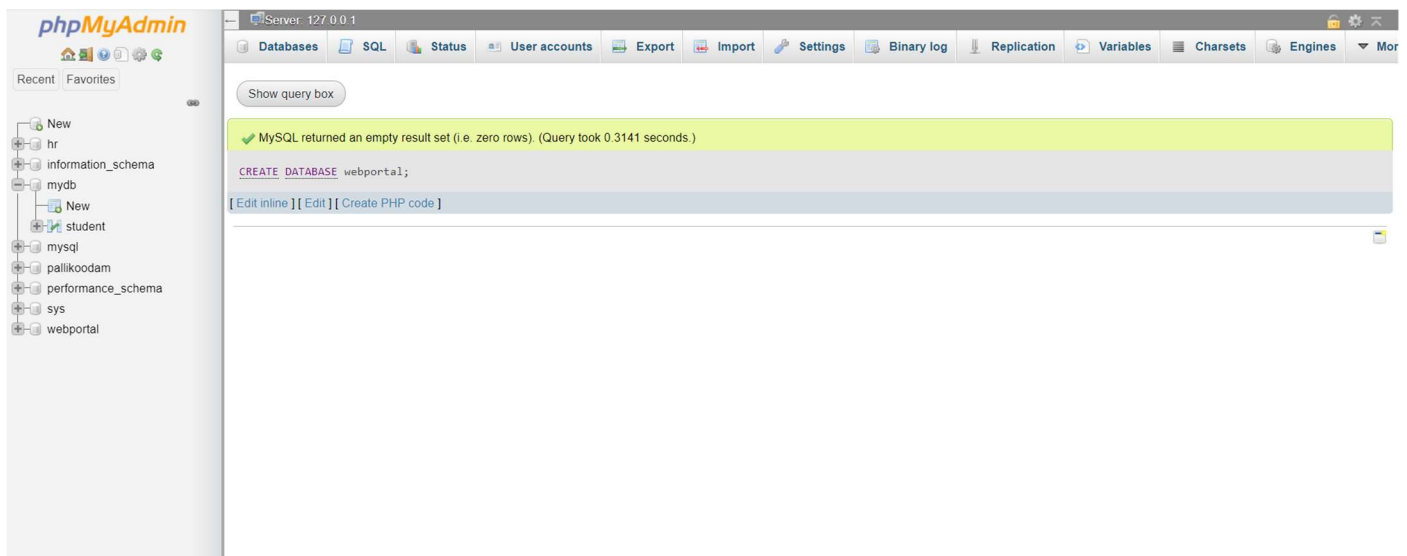 phpMyAdmin
Recent Favorites
New
hr
information_schema
mydb
New
student
mysql
pallikoodam
performance_schema
sys
webportal
Server: 127.0.0.1
Databases SQL Status User accounts Export Import Settings Binary log Replication Variables Charsets Engines Mor
Show query box
MySQL returned an empty result set (i.e. zero rows). (Query took 0.3141 seconds.)
CREATE DATABASE webportal;
[ Edit inline ] [ Edit ] [ Create PHP code ]